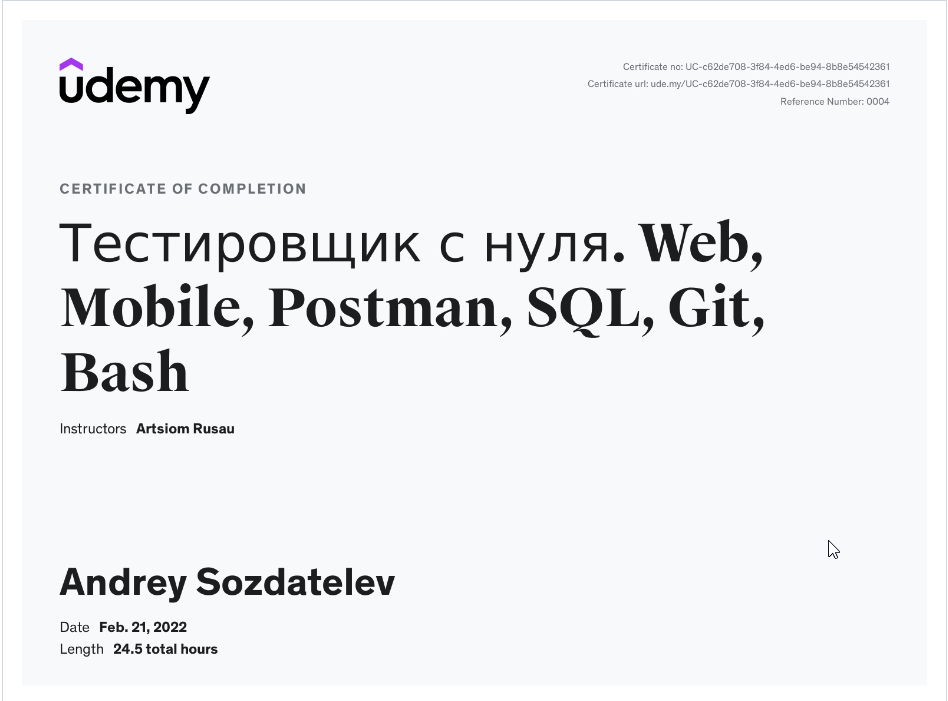 udemy
Certificate no: UC-c62de708-3f84-4ed6-be94-8b8e54542361
Certificate url: ude.my/UC-c62de708-3f84-4ed6-be94-8b8e54542361
Reference Number: 0004
CERTIFICATE OF COMPLETION
Тестировщик с нуля. Web,
Mobile, Postman, SQL, Git,
Bash
Instructors Artsiom Rusau
Andrey Sozdatelev
Date Feb. 21, 2022
Length 24.5 total hours